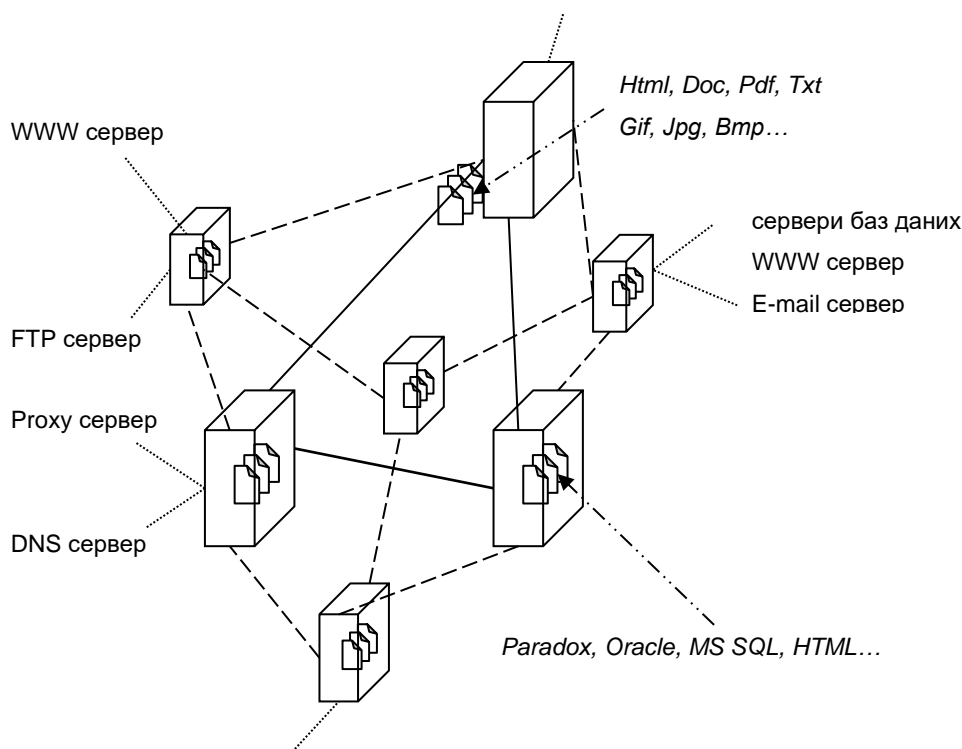 Html, Doc, Pdf, Txt
Gif, Jpg, Bmp…
WWW сервер
сервери баз даних
WWW сервер
E-mail сервер
FTP сервер
Proxy сервер
DNS сервер
Paradox, Oracle, MS SQL, HTML…